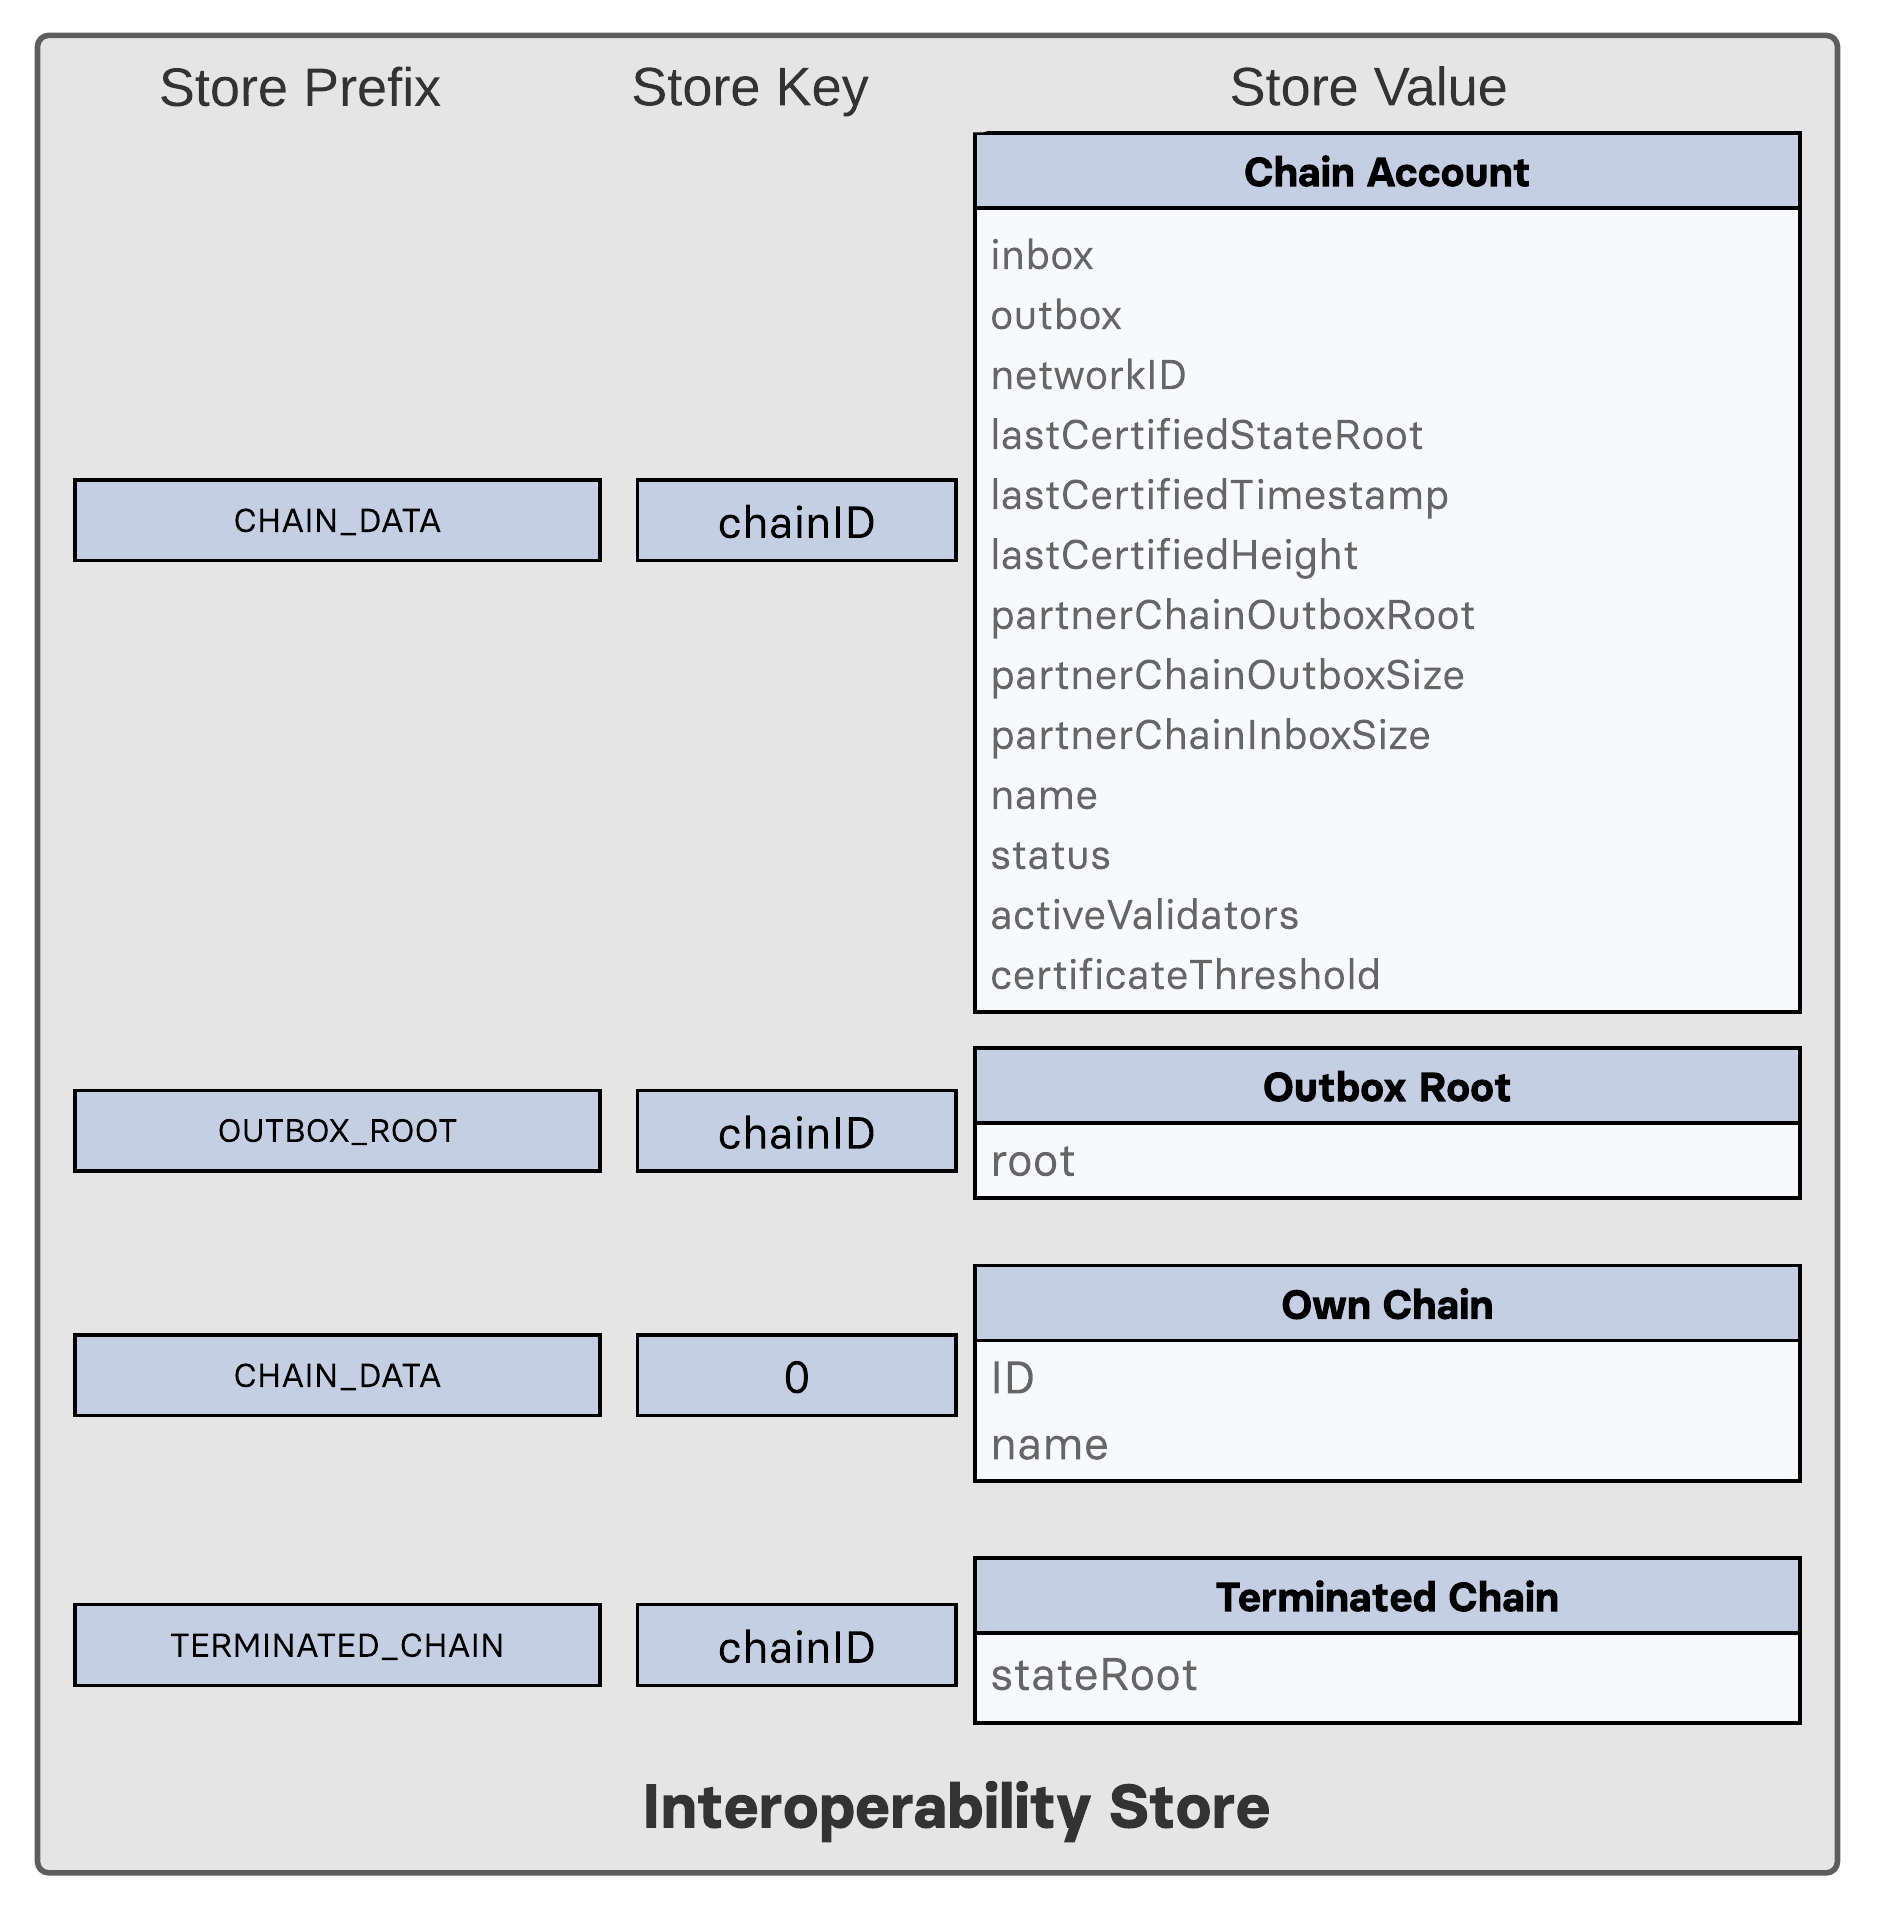 Store Prefix
Store Key
Store Value
Chain Account
inbox
outbox
networkID
lastCertifiedStateRoot
lastCertifiedTimestamp
lastCertifiedHeight
partnerChainOutboxRoot
partnerChainOutboxSize
partnerChainInboxSize
name
status
activeValidators
certificateThreshold
CHAIN_DATA
chainID
Outbox Root
OUTBOX_ROOT
chainID
root
Own Chain
CHAIN_DATA
0
ID
name
Terminated Chain
TERMINATED_CHAIN
chainID
stateRoot
Interoperability Store